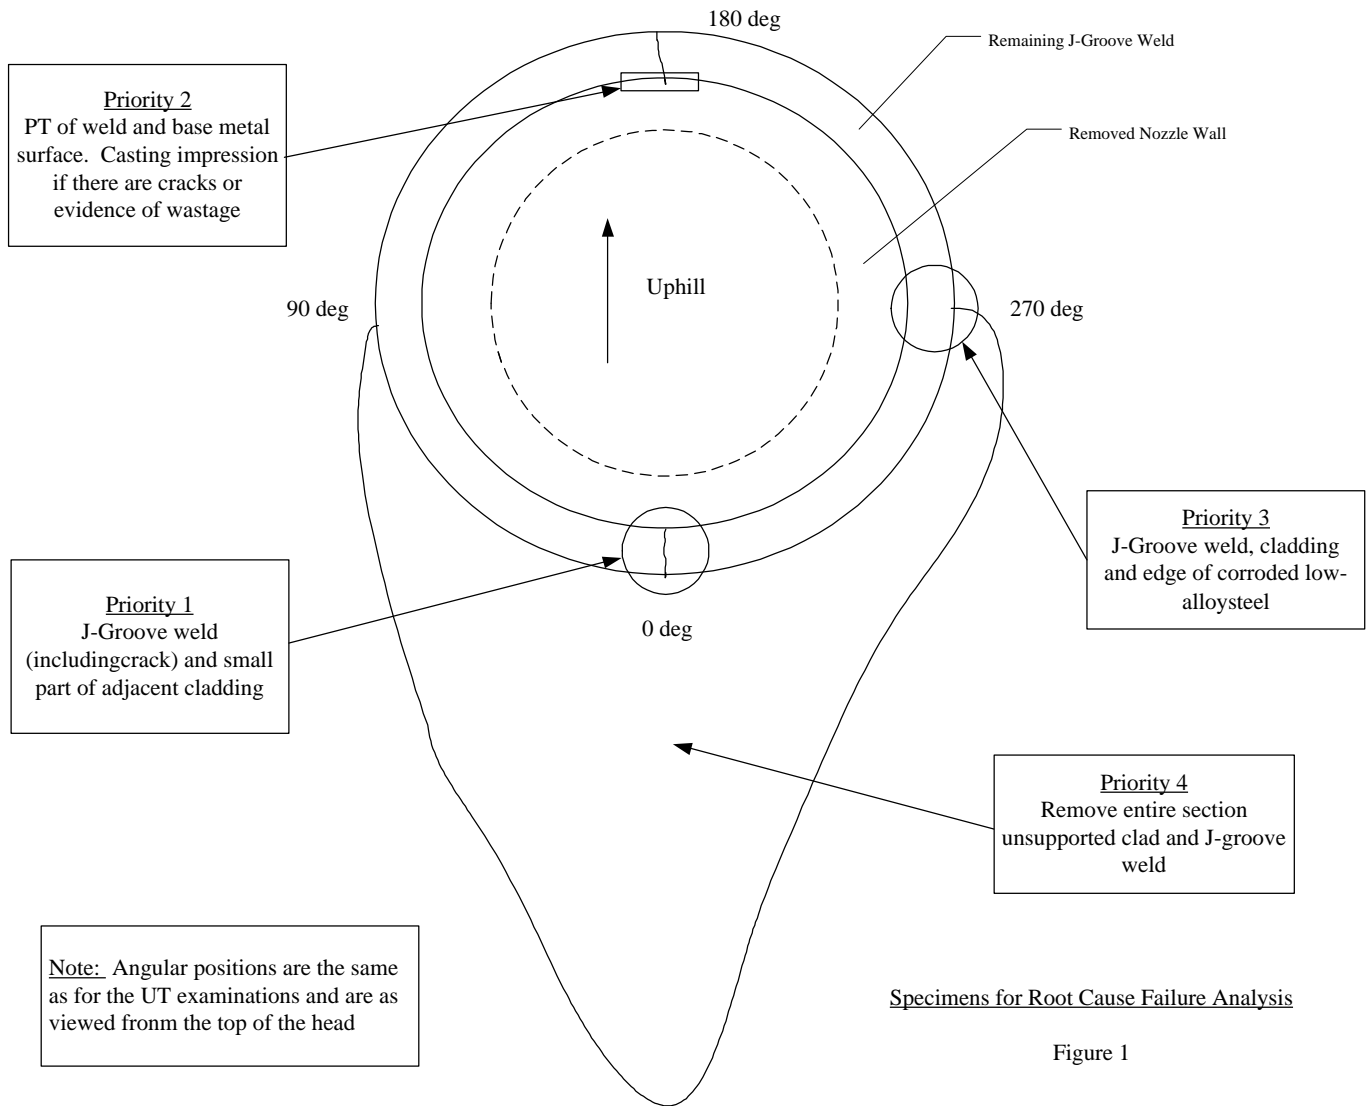 180 deg
Remaining J-Groove Weld
Priority 2
PT of weld and base metal
surface.  Casting impression
if there are cracks or
evidence of wastage
Removed Nozzle Wall
Uphill
90 deg
270 deg
Priority 3
J-Groove weld, cladding
and edge of corroded low-
alloysteel
Priority 1
J-Groove weld
(includingcrack) and small
part of adjacent cladding
0 deg
Priority 4
Remove entire section
unsupported clad and J-groove
weld
Note:  Angular positions are the same
as for the UT examinations and are as
viewed fronm the top of the head
Specimens for Root Cause Failure Analysis
Figure 1